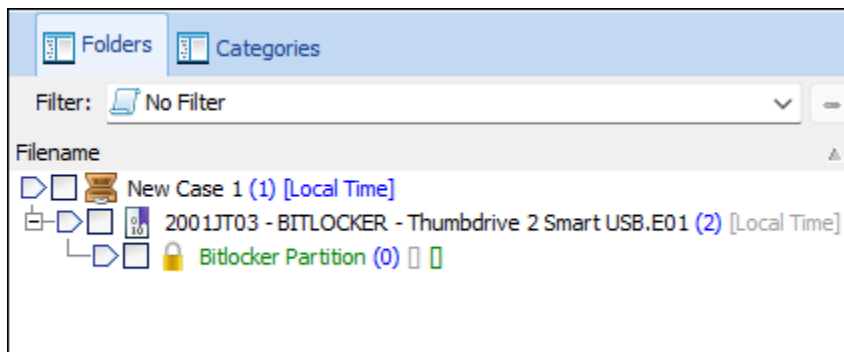 Folders Categories
Filter: No Filter
Filename
New Case 1 (1) [Local Time]
2001JT03 - BITLOCKER - Thumbdrive 2 Smart USB.E01 (2) [Local Time]
Bitlocker Partition (0) [] []